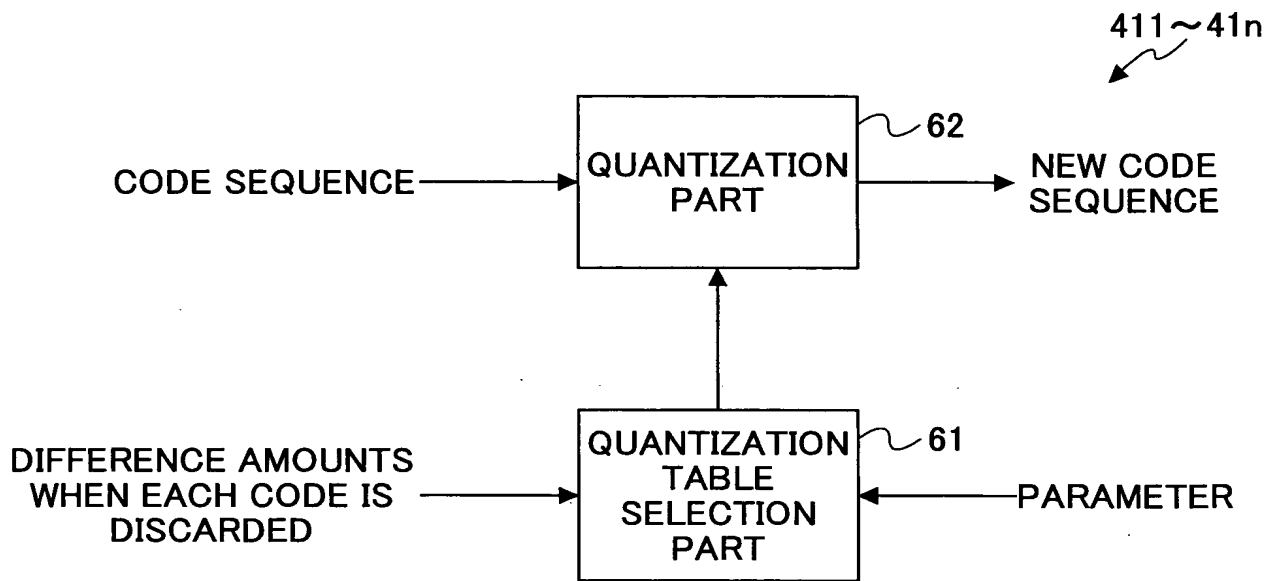 411～41n
62
CODE SEQUENCE
QUANTIZATION
PART
NEW CODE
SEQUENCE
61
DIFFERENCE AMOUNTS
WHEN EACH CODE IS
DISCARDED
QUANTIZATION
TABLE
SELECTION
PART
PARAMETER